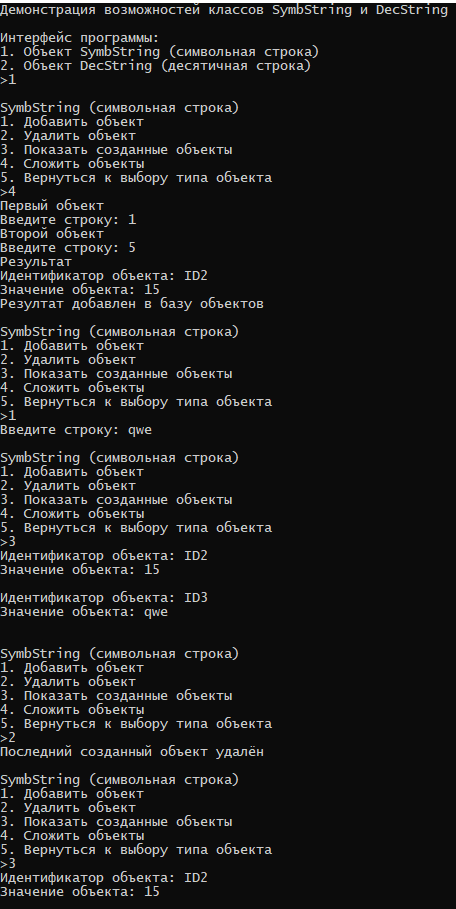 Демонстрация возможностей классов SymbString и DecString
Интерфейс программы:
1. Объект SymbString (символьная строка)
2. Объект DecString (десятичная строка)
>1
SymbString (символьная строка)
1. Добавить объект
2. Удалить объект
3. Показать созданные объекты
4. Сложить объекты
5. Вернуться к выбору типа объекта
>4
Первый объект
Введите строку: 1
Второй объект
Введите строку: 5
Результат
Идентификатор объекта: ID2
Значение объекта: 15
Резултат добавлен в базу объектов
SymbString (символьная строка)
1. Добавить объект
2. Удалить объект
3. Показать созданные объекты
4. Сложить объекты
5. Вернуться к выбору типа объекта
>1
Введите строку: qwe
SymbString (символьная строка)
1. Добавить объект
2. Удалить объект
3. Показать созданные объекты
4. Сложить объекты
5. Вернуться к выбору типа объекта
>3
Идентификатор объекта: ID2
Значение объекта: 15
Идентификатор объекта: ID3
Значение объекта: qwe
SymbString (символьная строка)
1. Добавить объект
2. Удалить объект
3. Показать созданные объекты
4. Сложить объекты
5. Вернуться к выбору типа объекта
>2
Последний созданный объект удалён
SymbString (символьная строка)
1. Добавить объект
2. Удалить объект
3. Показать созданные объекты
4. Сложить объекты
5. Вернуться к выбору типа объекта
>3
Идентификатор объекта: ID2
Значение объекта: 15